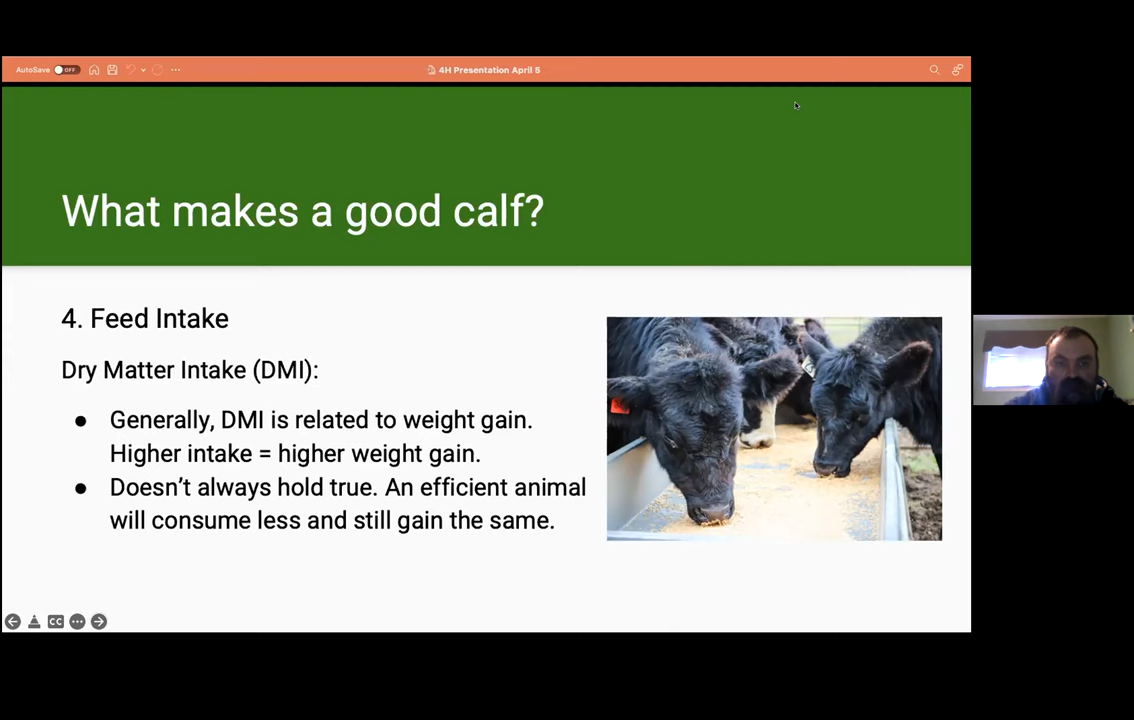 AutoSave OFF
4H Presentation April 5
What makes a good calf?
4. Feed Intake
Dry Matter Intake (DMI):
● Generally, DMI is related to weight gain.
Higher intake = higher weight gain.
● Doesn’t always hold true. An efficient animal
will consume less and still gain the same.
CC